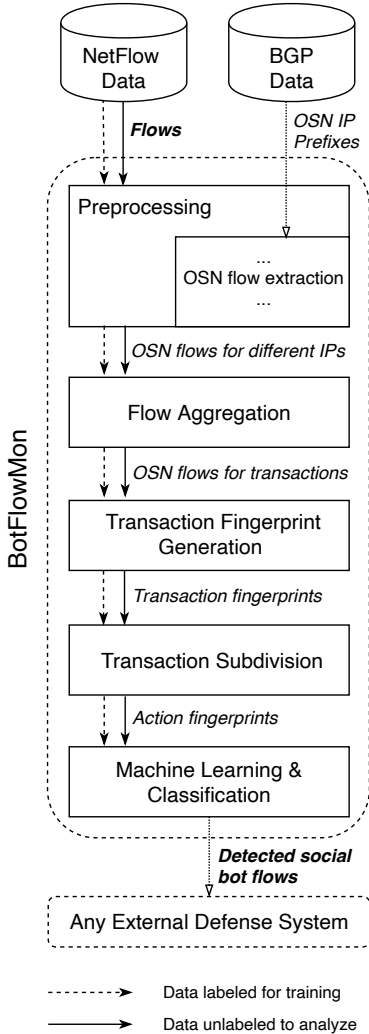 NetFlow
Data
BGP
Data
Flows
OSN IP
Prefixes
Preprocessing
...
OSN flow extraction
...
OSN flows for different IPs
Flow Aggregation
OSN flows for transactions
BotFlowMon
Transaction Fingerprint
Generation
Transaction fingerprints
Transaction Subdivision
Action fingerprints
Machine Learning &
Classification
Detected social
bot flows
Any External Defense System
Data labeled for training
Data unlabeled to analyze